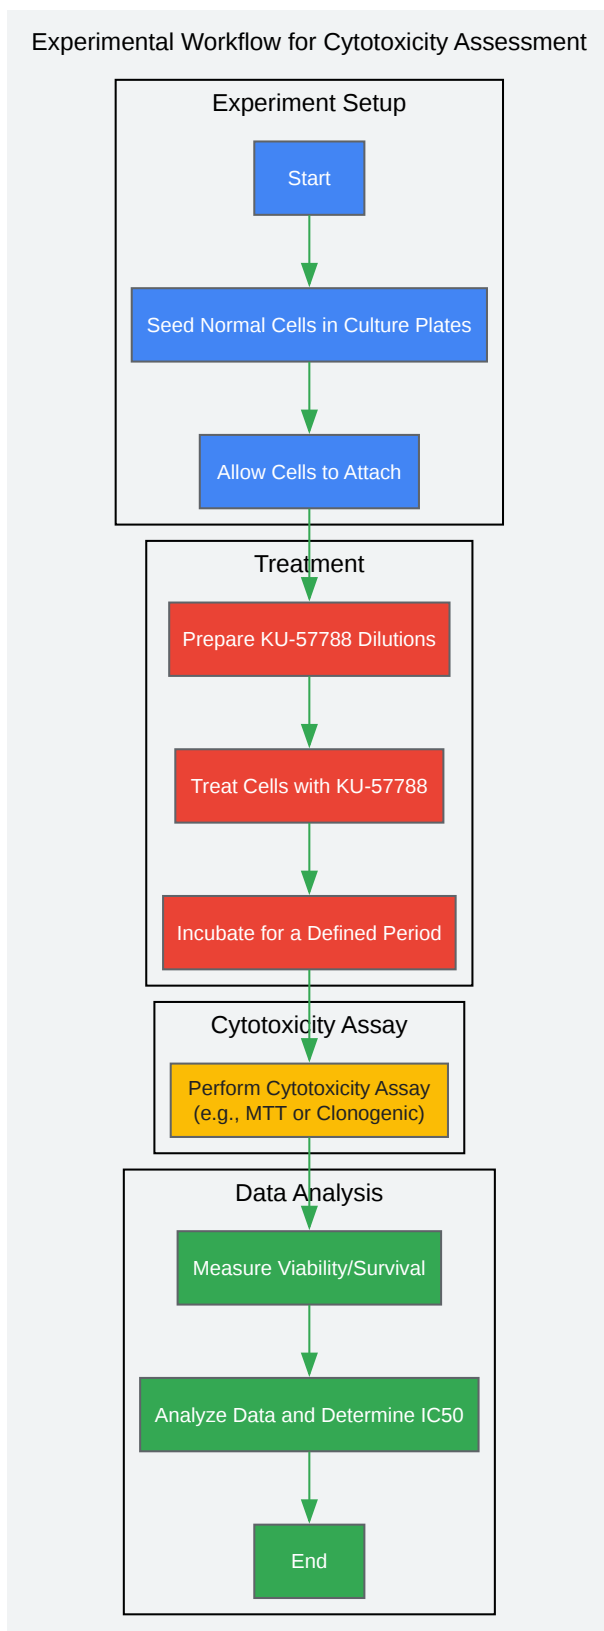 Experimental Workflow for Cytotoxicity Assessment
Experiment Setup
Start
Seed Normal Cells in Culture Plates
Allow Cells to Attach
Treatment
Prepare KU-57788 Dilutions
Treat Cells with KU-57788
Incubate for a Defined Period
Cytotoxicity Assay
Perform Cytotoxicity Assay
(e.g., MTT or Clonogenic)
Data Analysis
Measure Viability/Survival
Analyze Data and Determine IC50
End